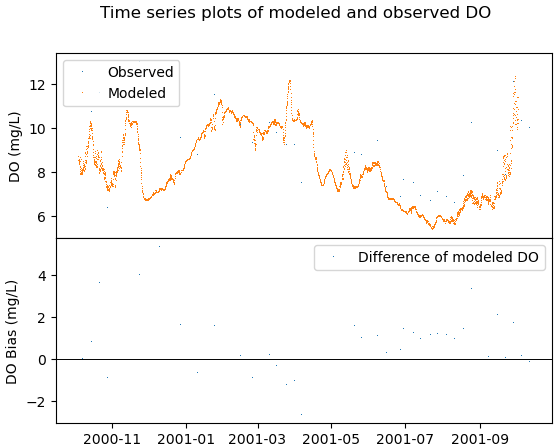 Time series plots of modeled and observed DO
Observed
Modeled
DO (mg/L)
12
10
8
6
Difference of modeled DO
DO Bias (mg/L)
4
2
0
−2
2000-11
2001-01
2001-03
2001-05
2001-07
2001-09